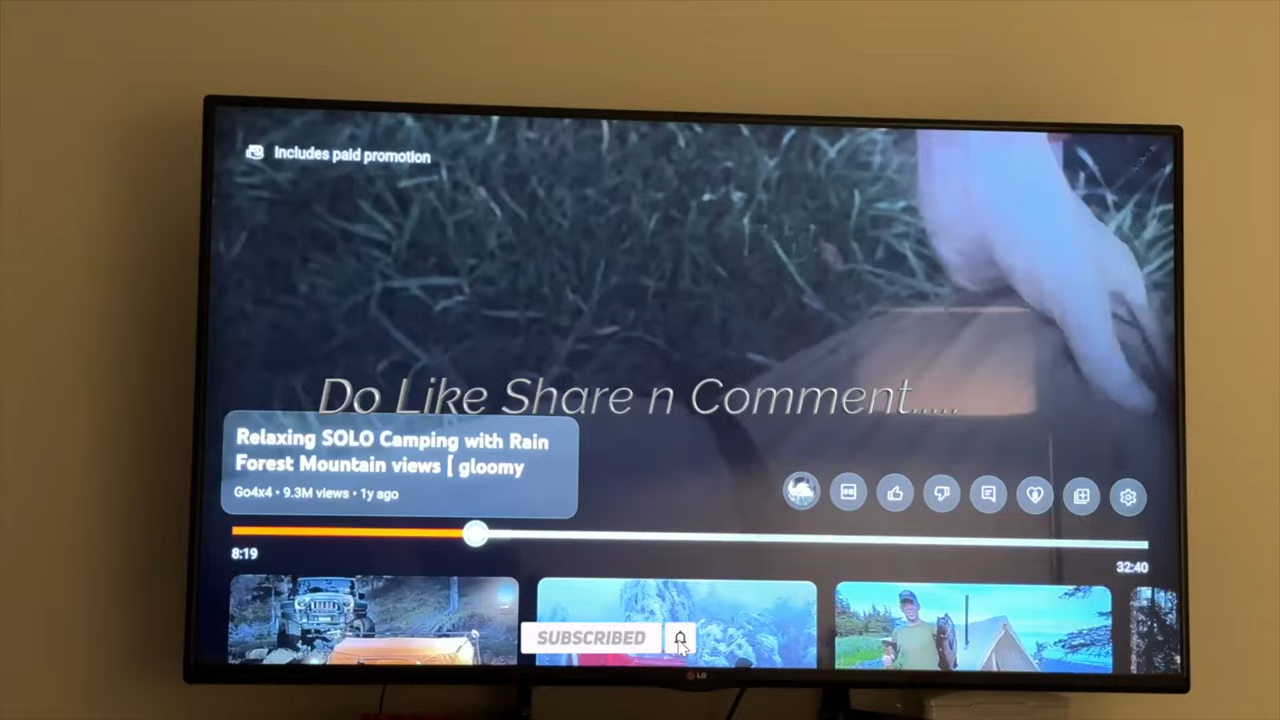 Includes paid promotion
Do Like Share n Comment.....
Relaxing SOLO Camping with Rain
Forest Mountain views [ gloomy
Go4x4 • 9.3M views • 1y ago
8:19
32:40
SUBSCRIBED
LG